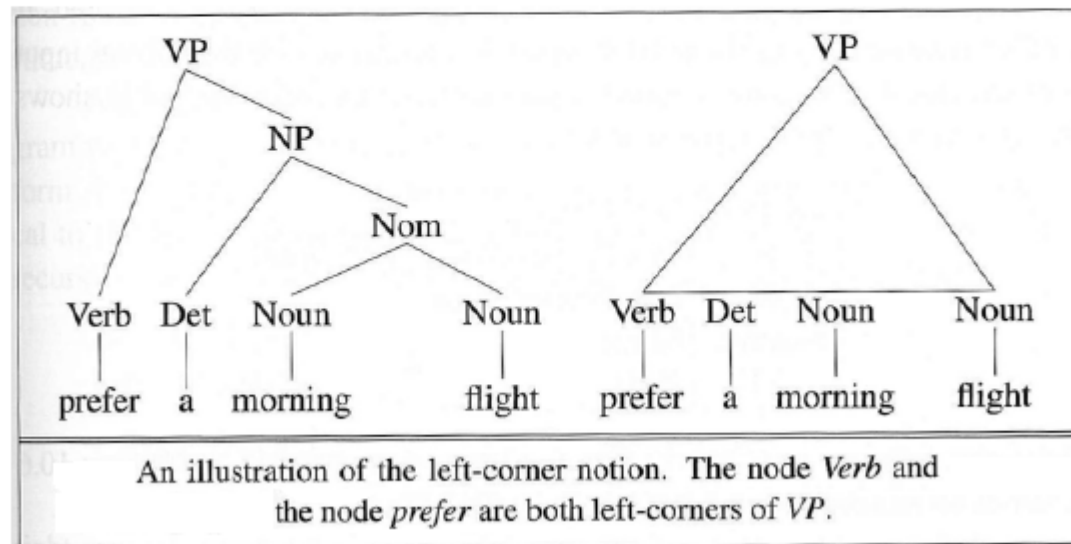 VP VP
NP
Nom
Verb Det Noun Noun Verb Det Noun Noun
prefer a morning flight prefer a morning flight
An illustration of the left-corner notion. The node Verb and
the node prefer are both left-corners of VP.